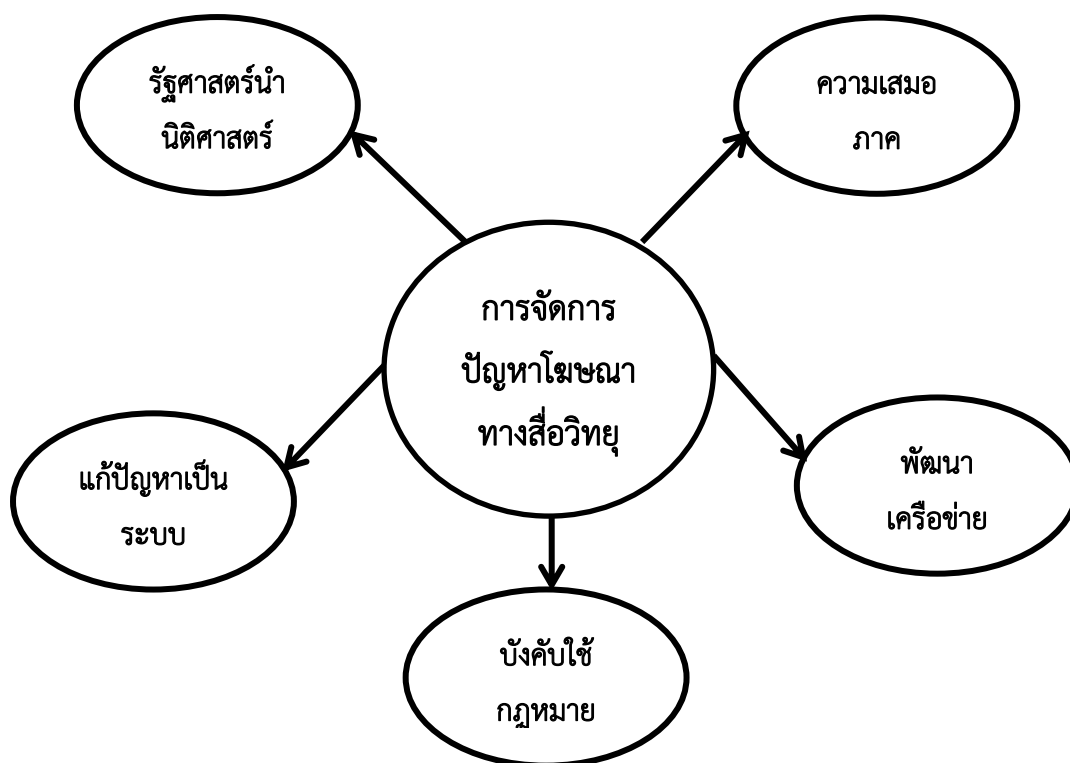 รัฐศาสตร์นำ
นิติศาสตร์
ความเสมอ
ภาค
การจัดการ
ปัญหาโฆษณา
ทางสื่อวิทยุ
แก้ปัญหาเป็น
ระบบ
พัฒนา
เครือข่าย
บังคับใช้
กฎหมาย